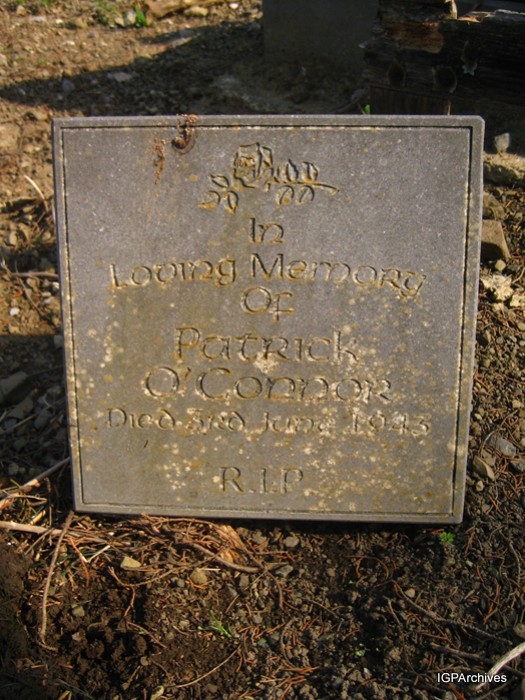 In
Loving Memory
Of
Patrick
O'Connor
Died 3rd June 1943
R.I.P
IGPArchives